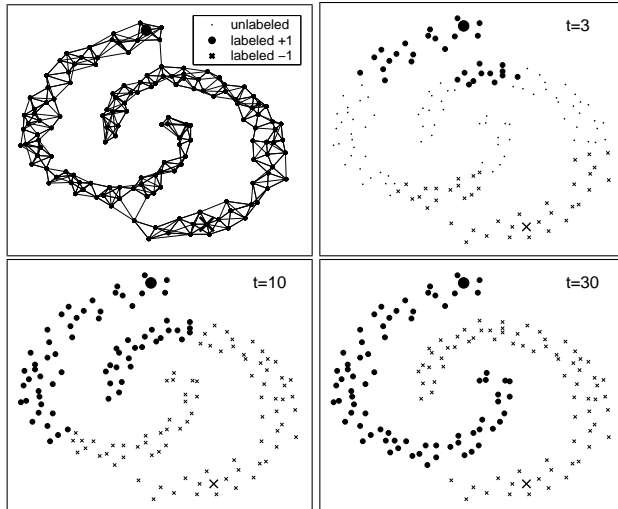 unlabeled
labeled +1
labeled −1
t=3
t=10
t=30